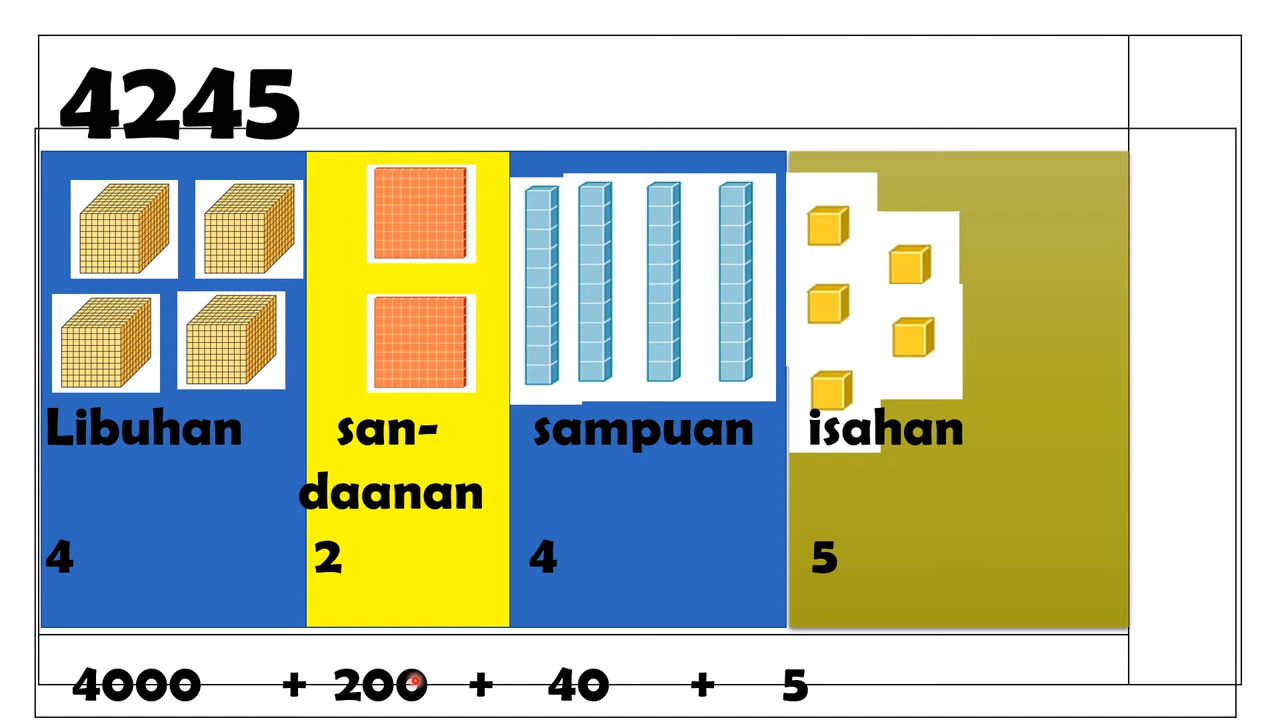 4245
Libuhan
san-
daanan
sampuan
isahan
4 2 4 5
4000 + 200 + 40 + 5